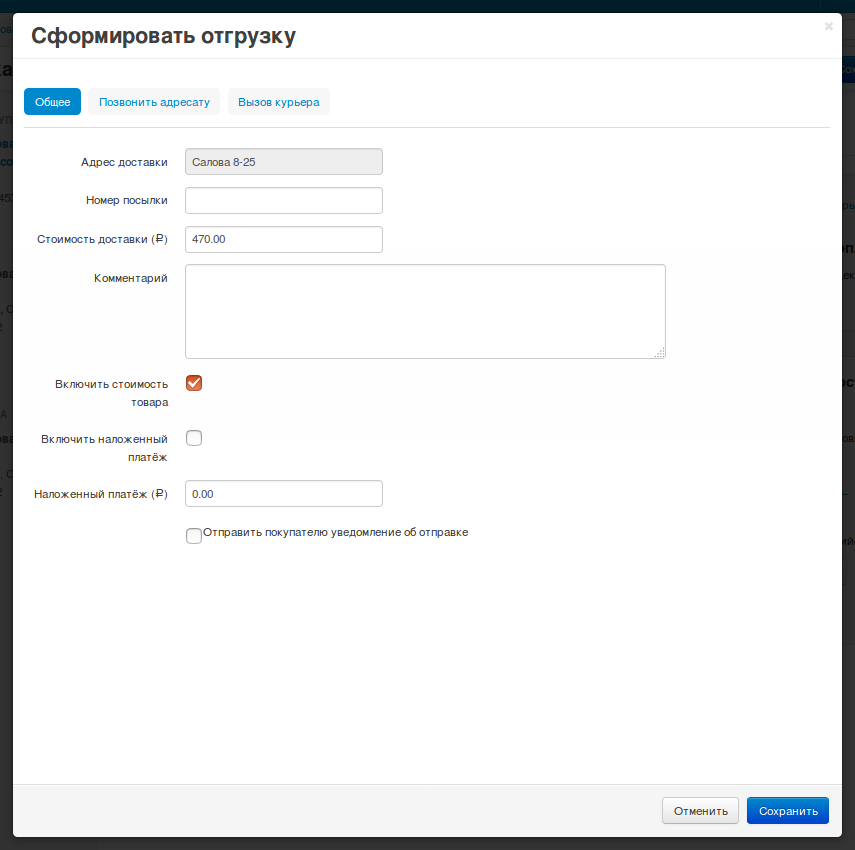 Сформировать отгрузку
×
Общее
Позвонить адресату
Вызов курьера
Адрес доставки
Салова 8-25
Номер посылки
Стоимость доставки (₽)
470.00
Комментарий
Включить стоимость
товара
Включить наложенный
платёж
Наложенный платёж (₽)
0.00
Отправить покупателю уведомление об отправке
Отменить
Сохранить